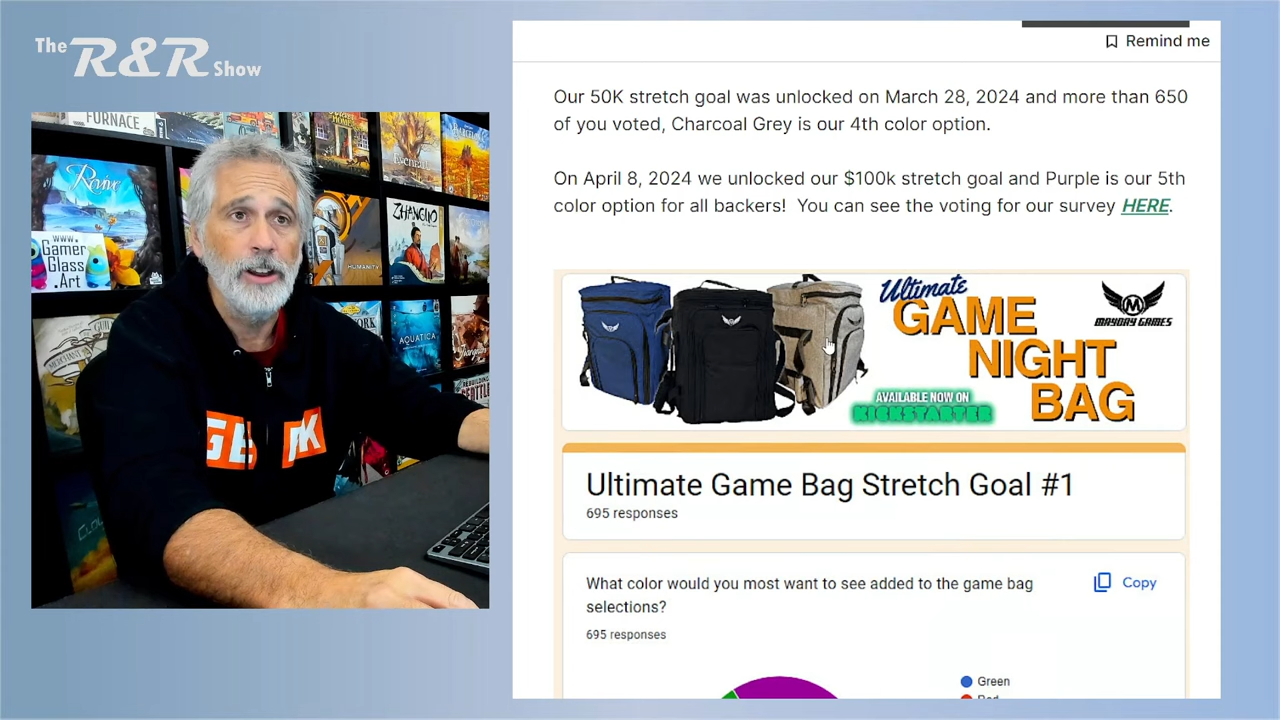 The R&R Show
FURNACE
Revive
www.
Gamer
Glass
.Art
ZHANGUO
HUMANITY
AQUATICA
REBUILDING
SEATTLE
Remind me
Our 50K stretch goal was unlocked on March 28, 2024 and more than 650
of you voted, Charcoal Grey is our 4th color option.
On April 8, 2024 we unlocked our $100k stretch goal and Purple is our 5th
color option for all backers! You can see the voting for our survey HERE.
Ultimate
GAME
NIGHT
BAG
AVAILABLE NOW ON
KICKSTARTER
MAYDAY GAMES
Ultimate Game Bag Stretch Goal #1
695 responses
What color would you most want to see added to the game bag
selections?
Copy
695 responses
Green
Red